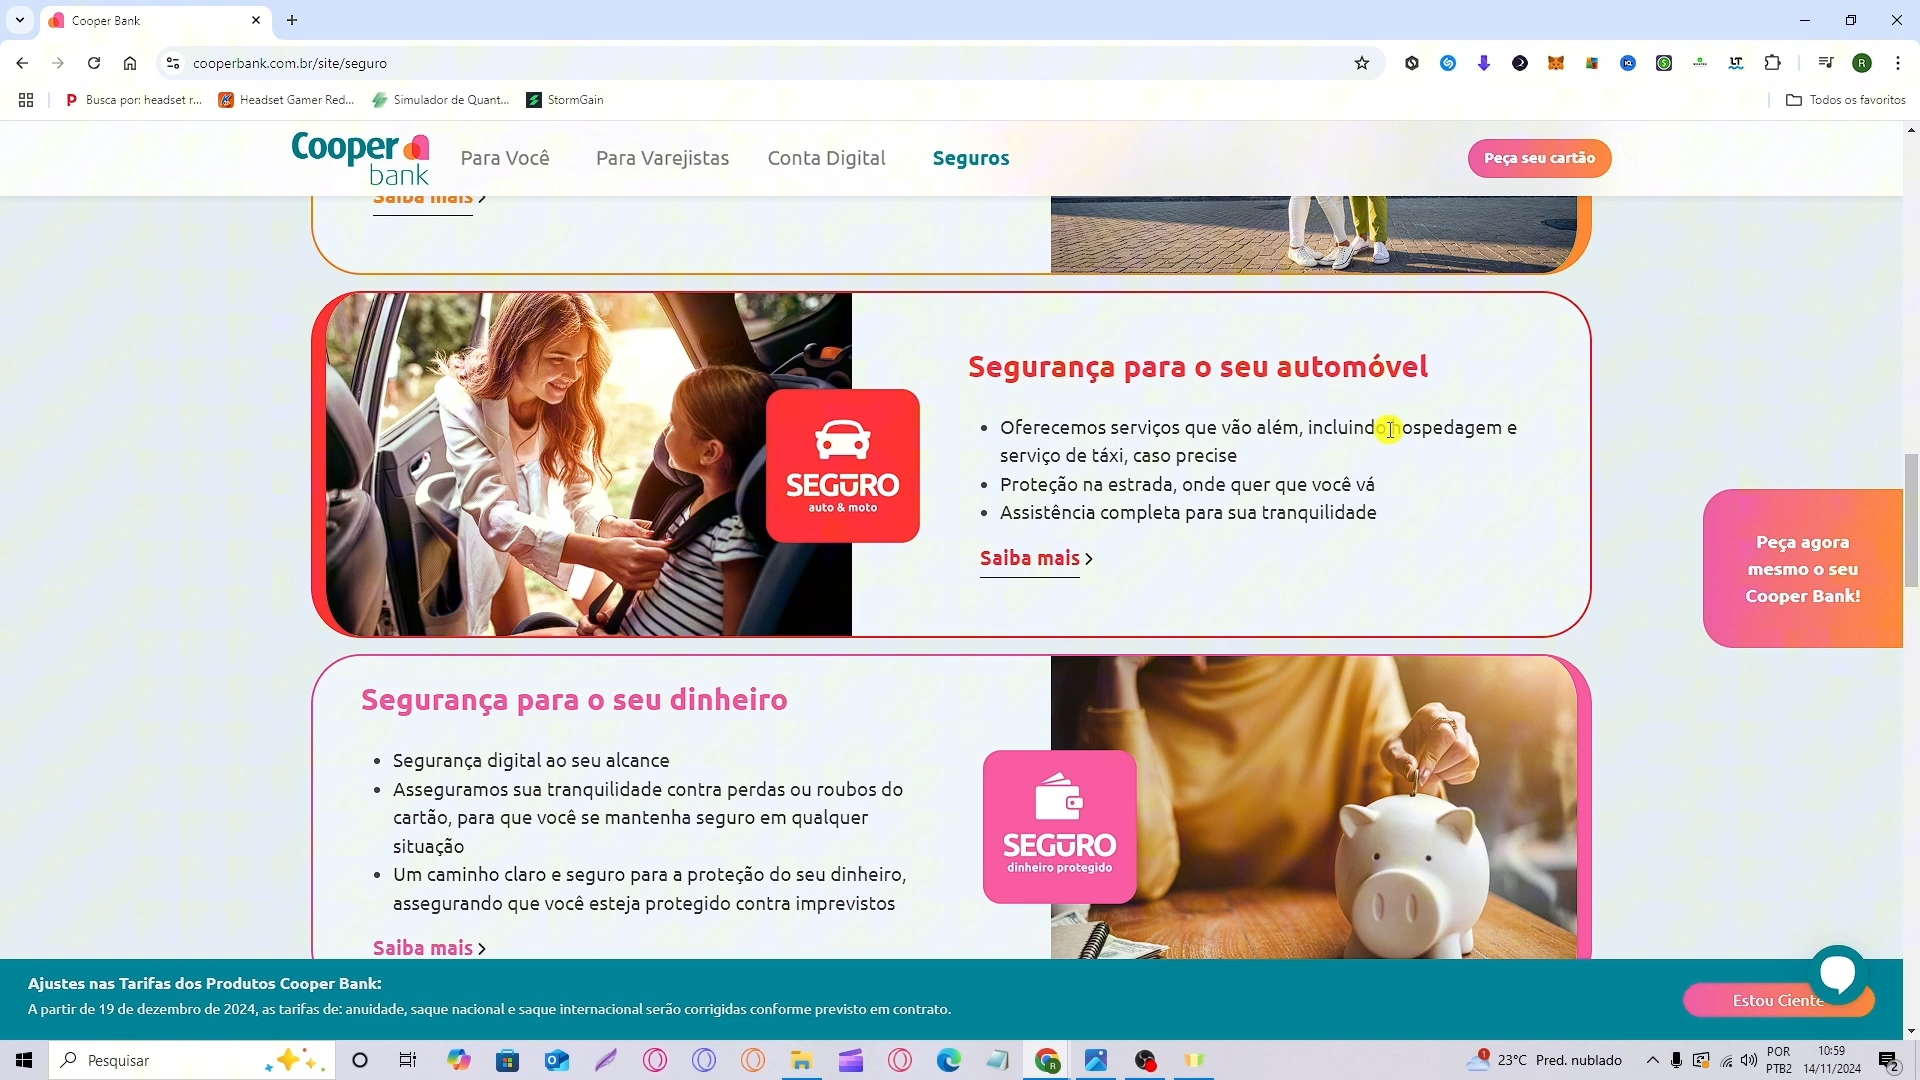 Cooper Bank
cooperbank.com.br/site/seguro
Busca por: headset r...
Headset Gamer Red...
Simulador de Quant...
StormGain
Todos os favoritos
Cooper
bank
Para Você
Para Varejistas
Conta Digital
Seguros
Peça seu cartão
Saiba mais
Segurança para o seu automóvel
Oferecemos serviços que vão além, incluindo hospedagem e
serviço de táxi, caso precise
Proteção na estrada, onde quer que você vá
Assistência completa para sua tranquilidade
Saiba mais
SEGURO
auto & moto
Peça agora
mesmo o seu
Cooper Bank!
Segurança para o seu dinheiro
Segurança digital ao seu alcance
Asseguramos sua tranquilidade contra perdas ou roubos do
cartão, para que você se mantenha seguro em qualquer
situação
Um caminho claro e seguro para a proteção do seu dinheiro,
assegurando que você esteja protegido contra imprevistos
Saiba mais
SEGURO
dinheiro protegido
Ajustes nas Tarifas dos Produtos Cooper Bank:
A partir de 19 de dezembro de 2024, as tarifas de: anuidade, saque nacional e saque internacional serão corrigidas conforme previsto em contrato.
Estou Ciente
Pesquisar
23°C Pred. nublado
POR
PTB2
10:59
14/11/2024